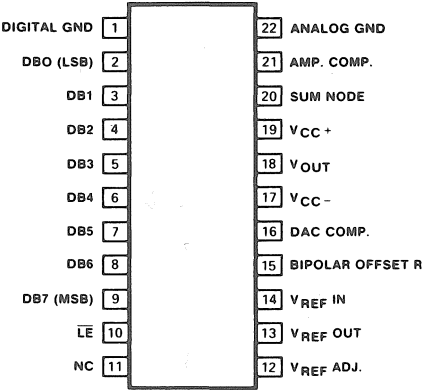 DIGITAL GND 1 22 ANALOG GND
DBO (LSB) 2 21 AMP. COMP.
DB1 3 20 SUM NODE
DB2 4 19 VCC +
DB3 5 18 VOUT
DB4 6 17 VCC −
DB5 7 16 DAC COMP.
DB6 8 15 BIPOLAR OFFSET R
DB7 (MSB) 9 14 VREF IN
L̅E̅ 10 13 VREF OUT
NC 11 12 VREF ADJ.